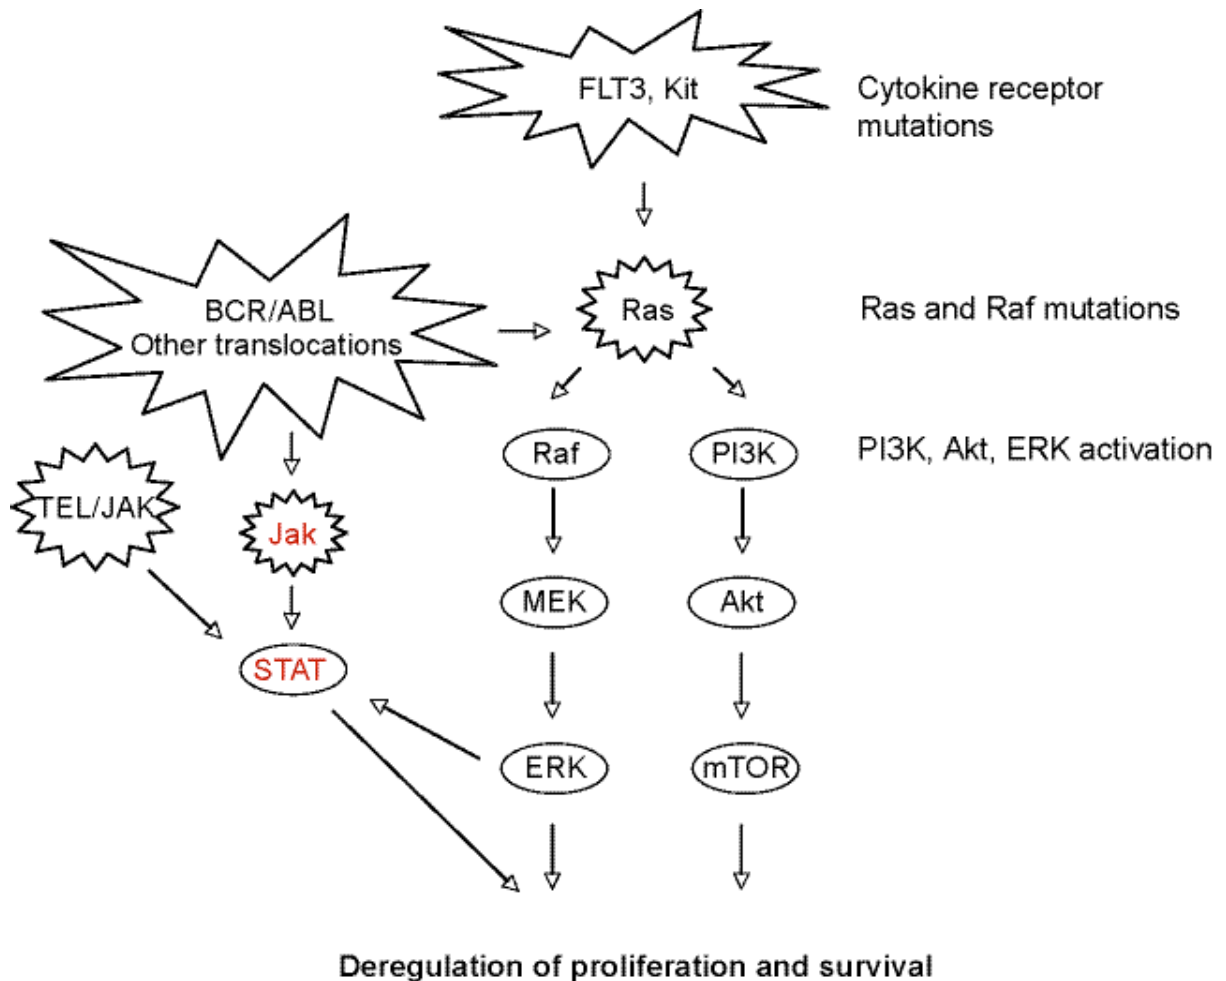 FLT3, Kit
Cytokine receptor
mutations
BCR/ABL
Other translocations
Ras
Ras and Raf mutations
Raf
PI3K
PI3K, Akt, ERK activation
TEL/JAK
Jak
MEK
Akt
STAT
ERK
mTOR
Deregulation of proliferation and survival